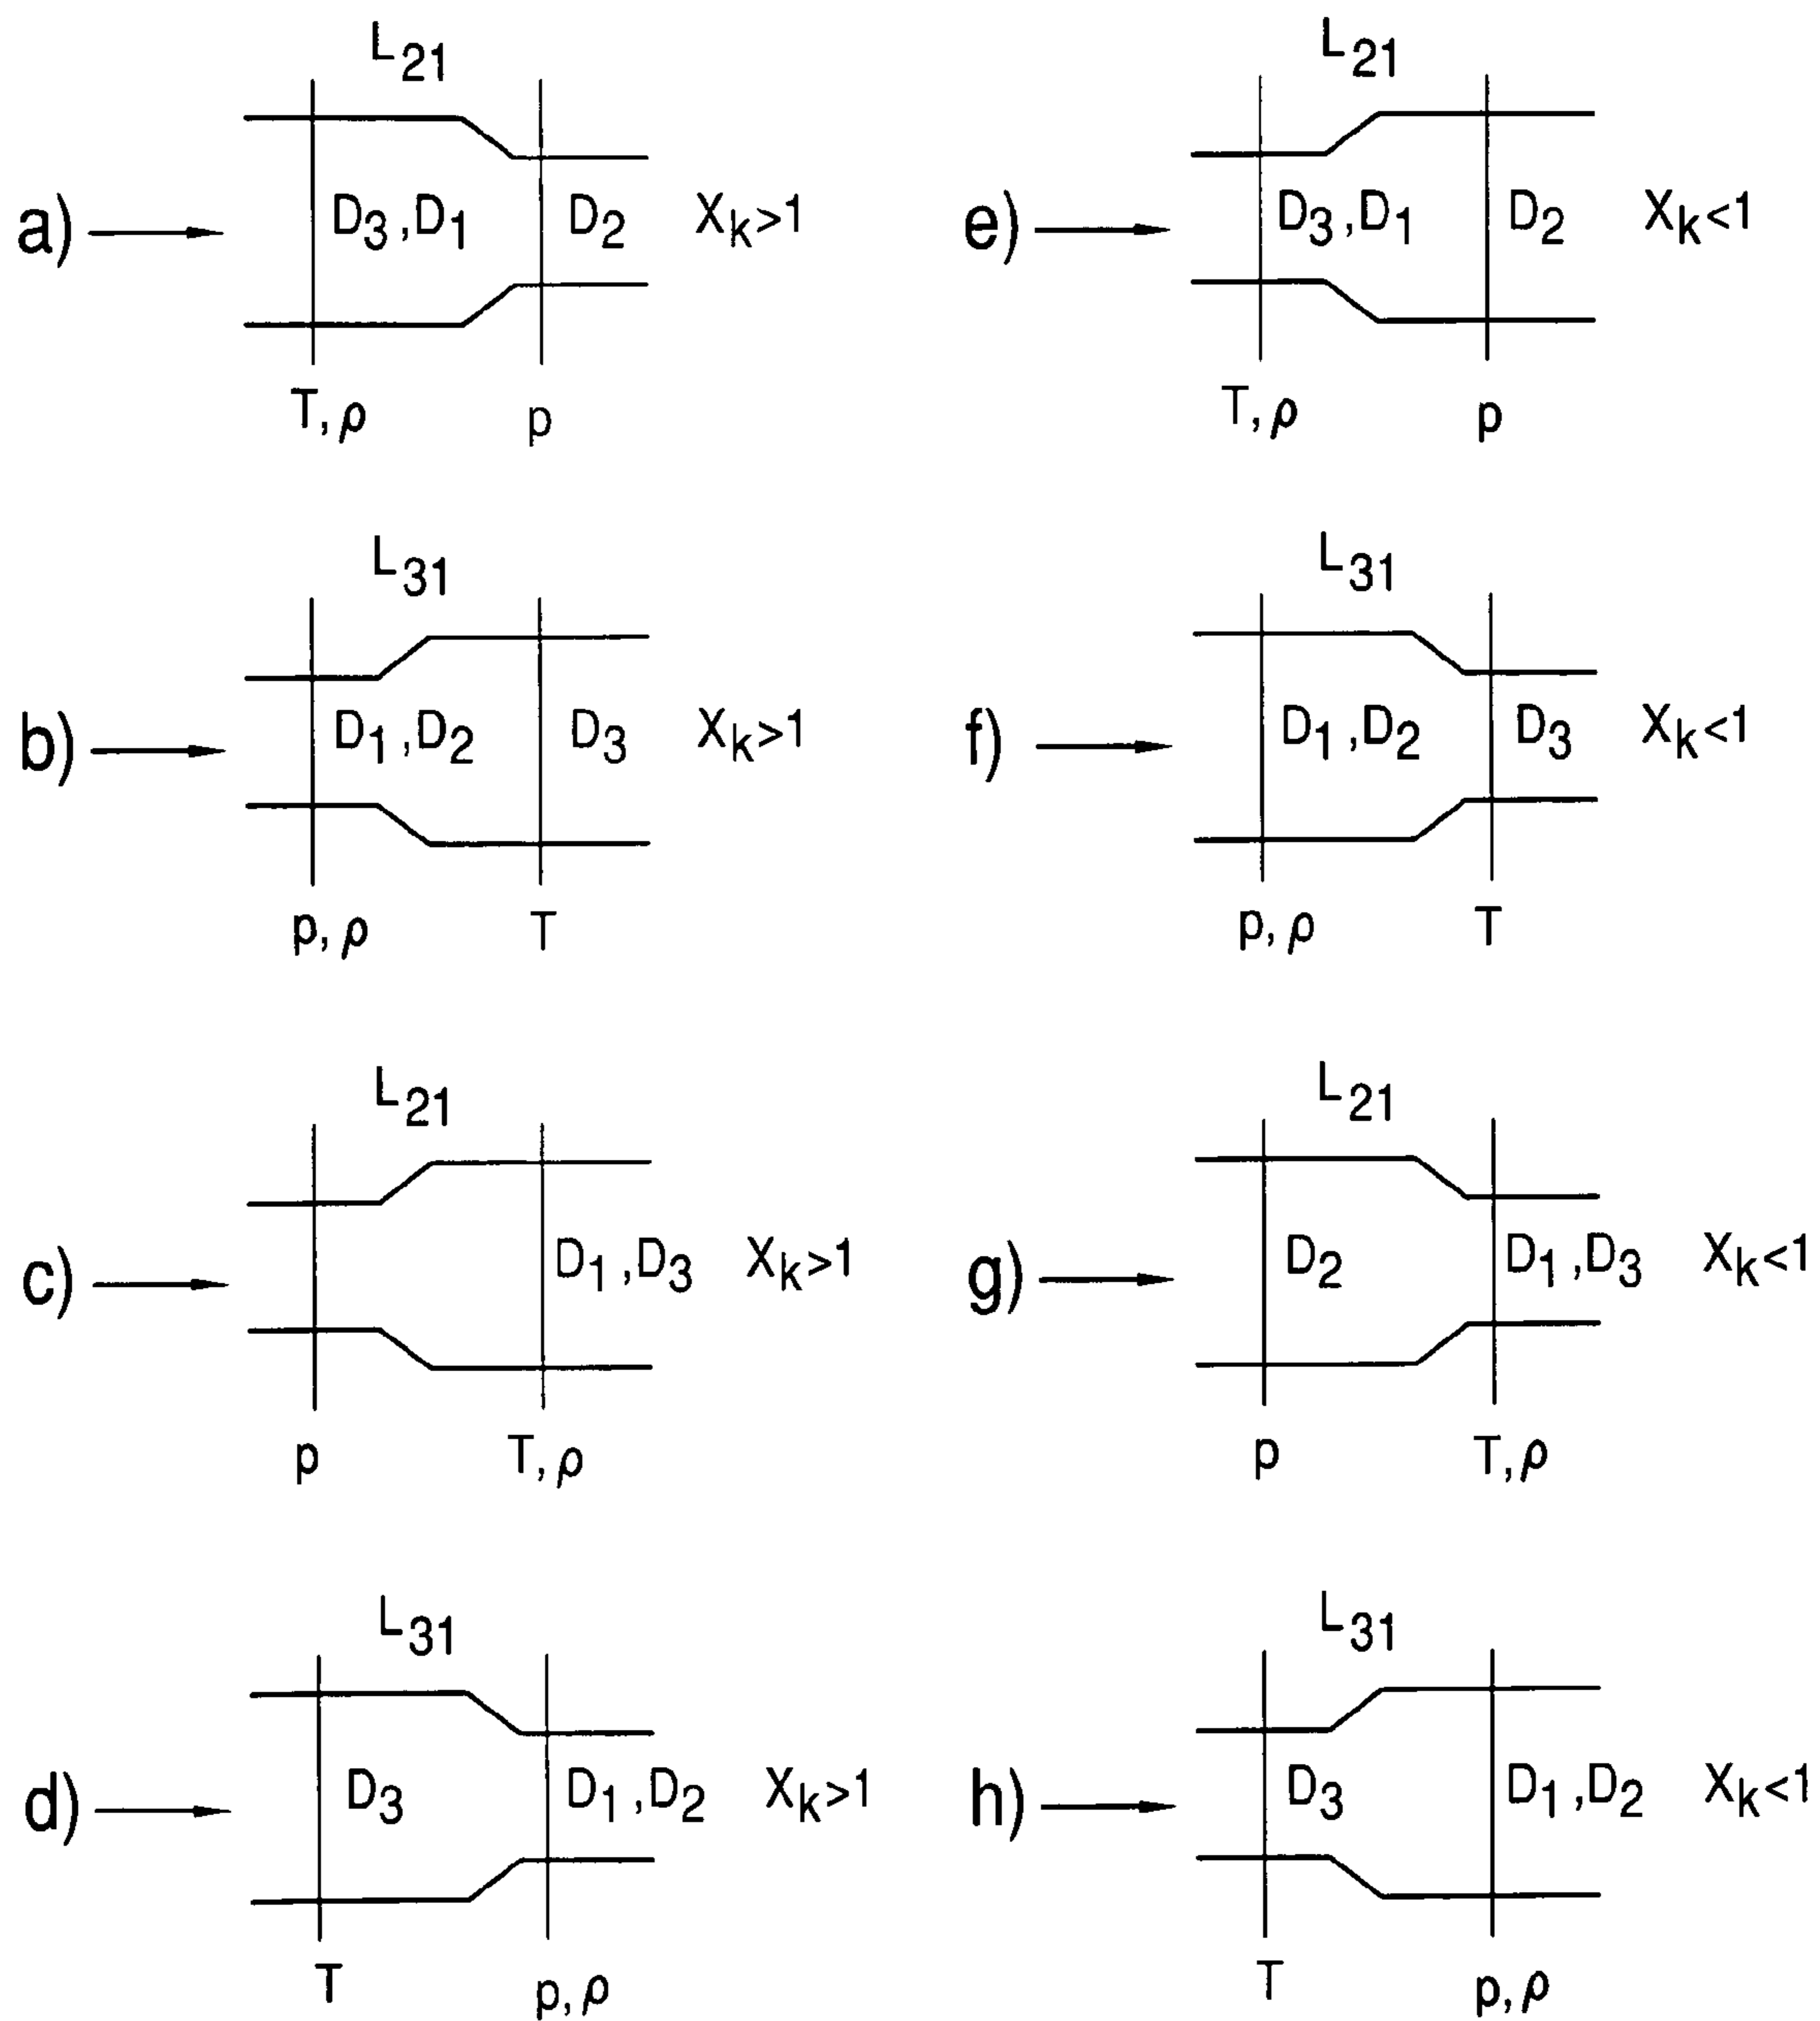 L21
a) D3,D1 D2 Xk>1
T,ρ p
L31
b) D1,D2 D3 Xk>1
p,ρ T
L21
c) D1,D3 Xk>1
p T,ρ
L31
d) D3 D1,D2 Xk>1
T p,ρ
L21
e) D3,D1 D2 Xk<1
T,ρ p
L31
f) D1,D2 D3 Xk<1
p,ρ T
L21
g) D2 D1,D3 Xk<1
p T,ρ
L31
h) D3 D1,D2 Xk<1
T p,ρ